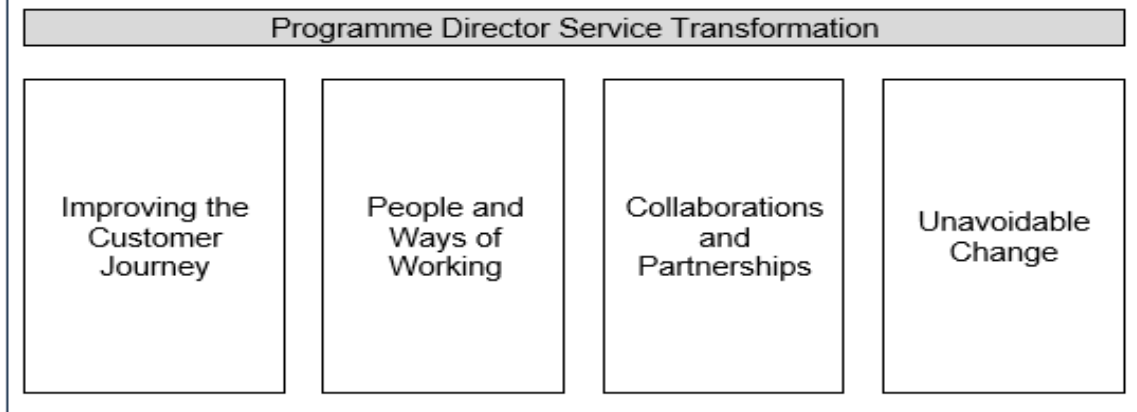 Programme Director Service Transformation
Improving the
Customer
Journey
People and
Ways of
Working
Collaborations
and
Partnerships
Unavoidable
Change